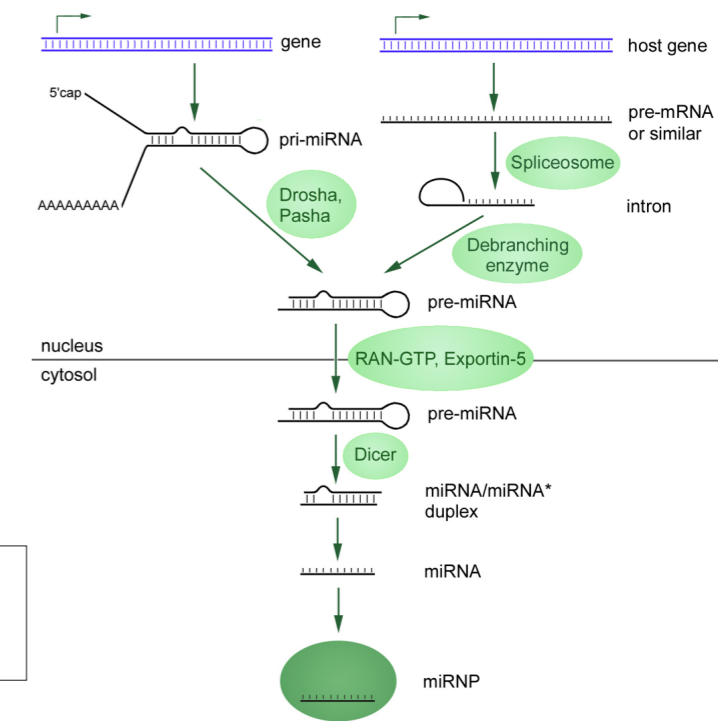 gene
host gene
5'cap
pri-miRNA
pre-mRNA
or similar
Spliceosome
AAAAAAAAA
Drosha,
Pasha
intron
Debranching
enzyme
pre-miRNA
nucleus
RAN-GTP, Exportin-5
cytosol
pre-miRNA
Dicer
miRNA/miRNA*
duplex
miRNA
miRNP